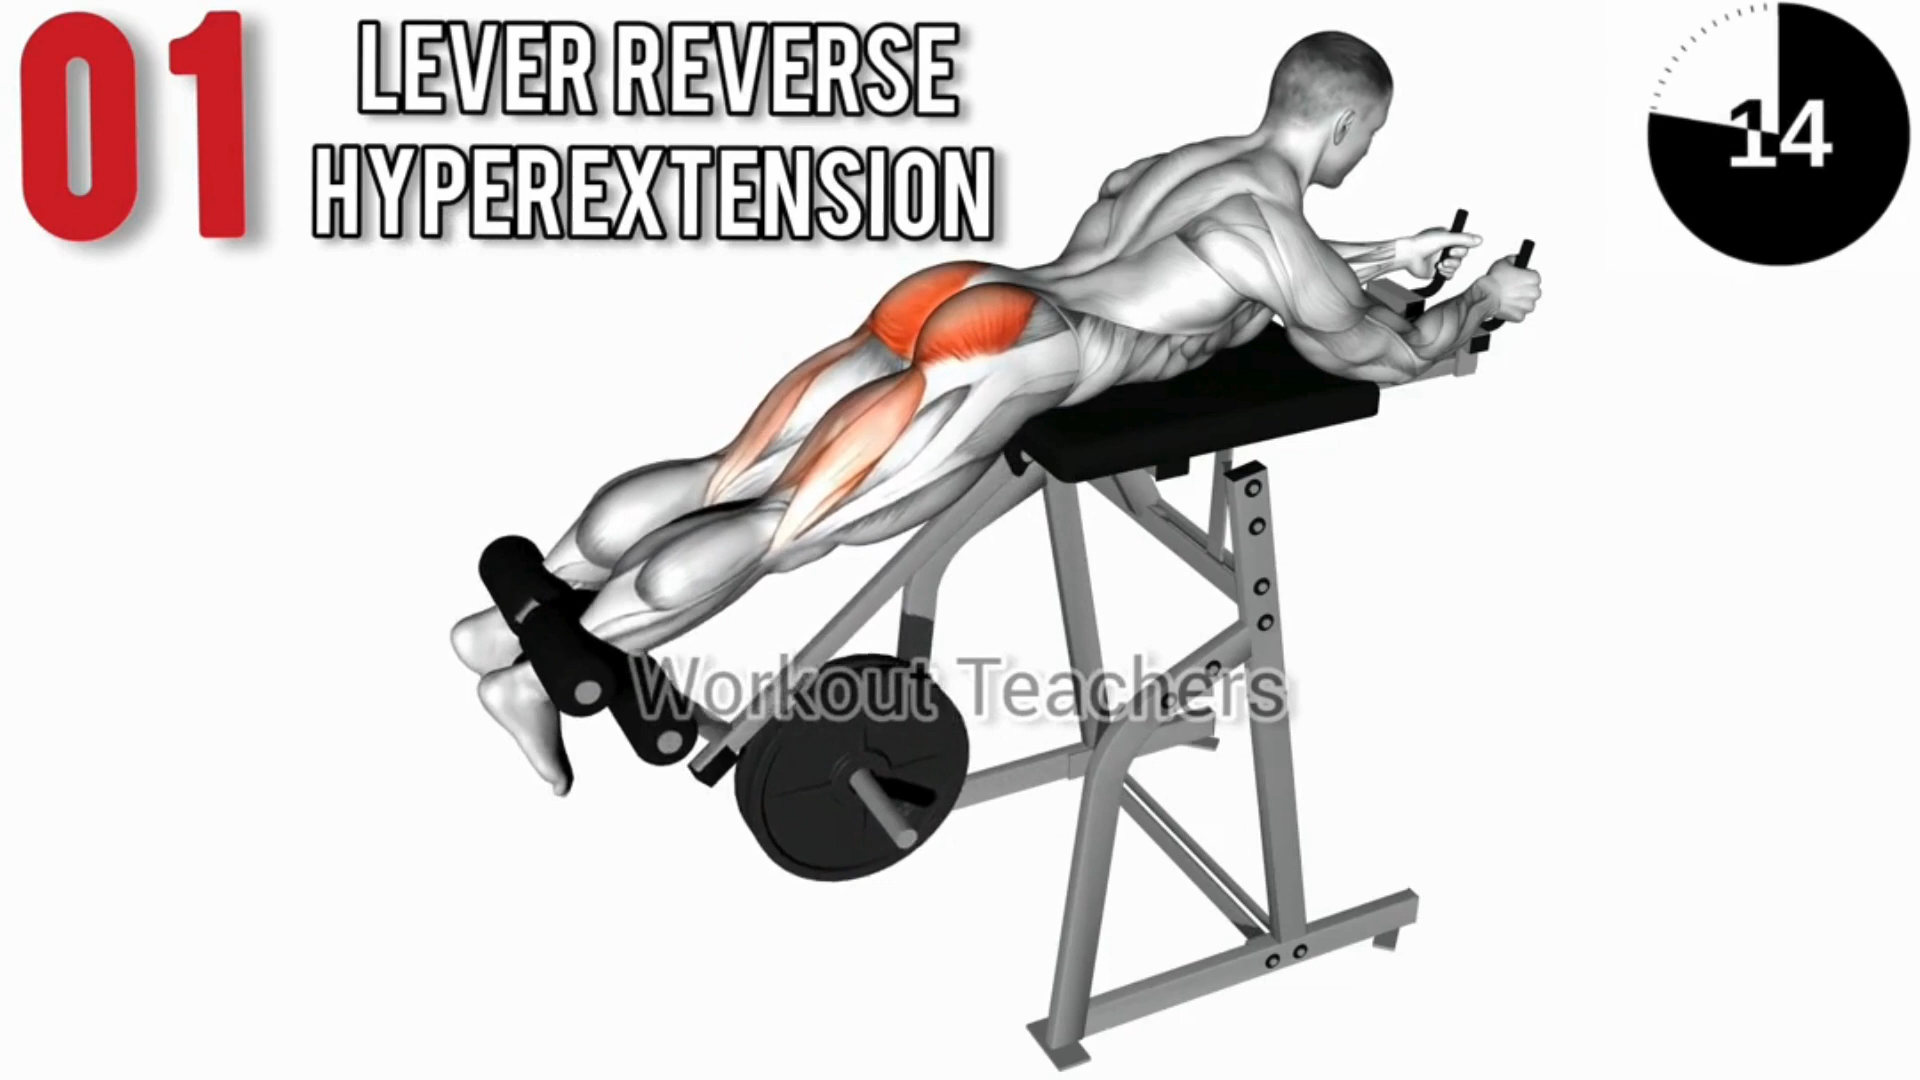 01
LEVER REVERSE
HYPEREXTENSION
14
Workout Teachers